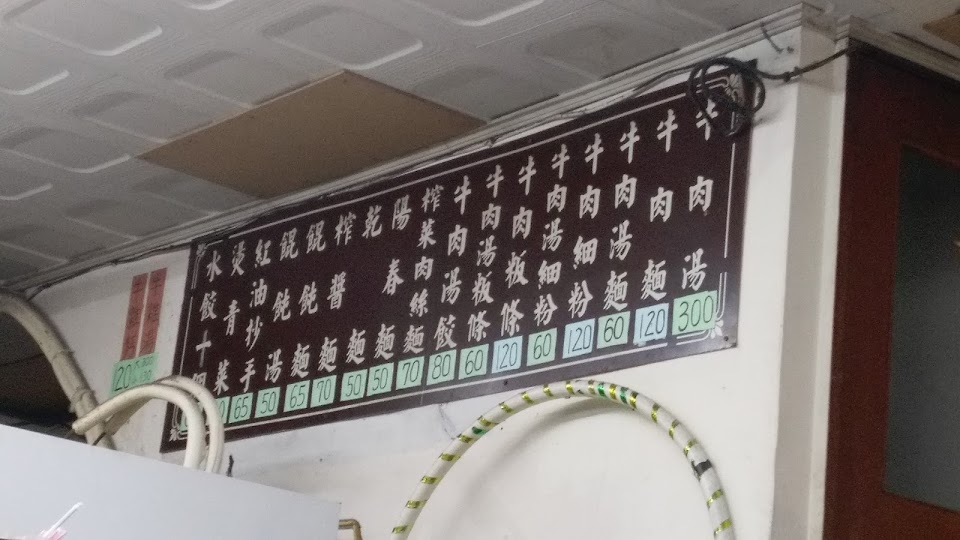 牛肉湯 300
牛肉麵 120
牛肉湯麵 60
牛肉細粉 120
牛肉湯細粉 60
牛肉粄條 120
牛肉湯粄條 60
牛肉湯餃 80
榨菜肉絲麵 70
陽春麵 50
乾麵 50
榨醬麵 70
餛飩麵 65
餛飩湯 50
紅油抄手 65
燙青菜
水餃十個